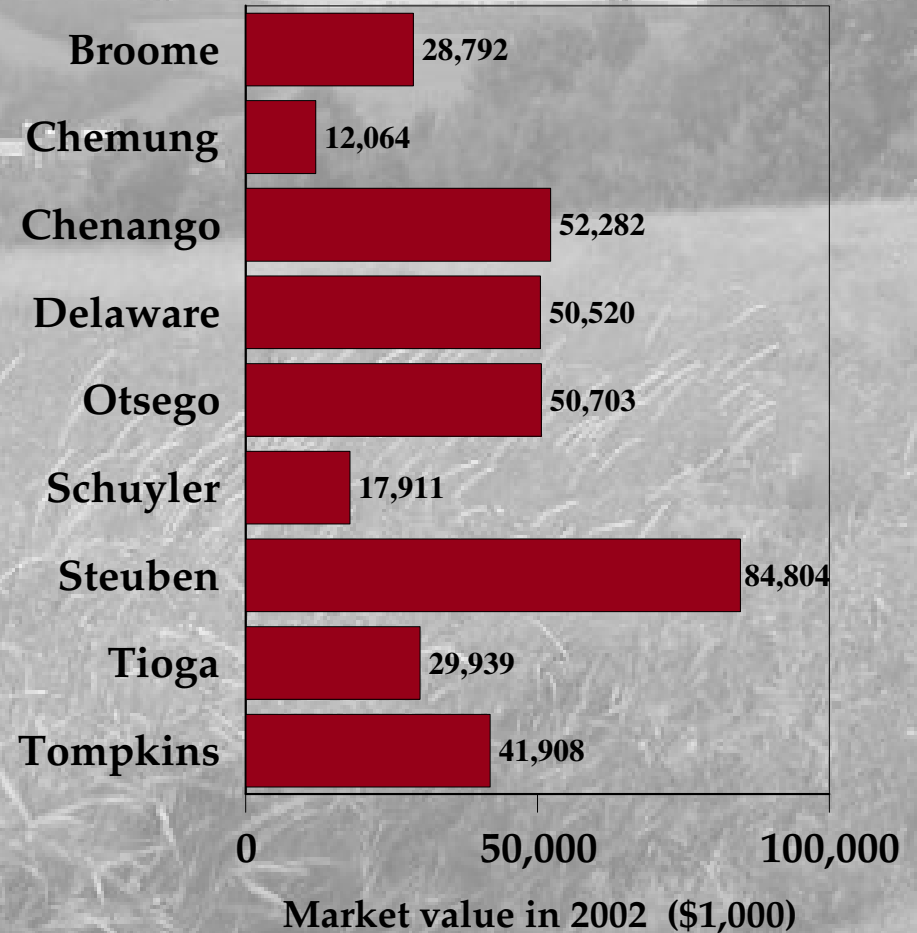 Broome 28,792
Chemung 12,064
Chenango 52,282
Delaware 50,520
Otsego 50,703
Schuyler 17,911
Steuben 84,804
Tioga 29,939
Tompkins 41,908
0 50,000 100,000
Market value in 2002 ($1,000)